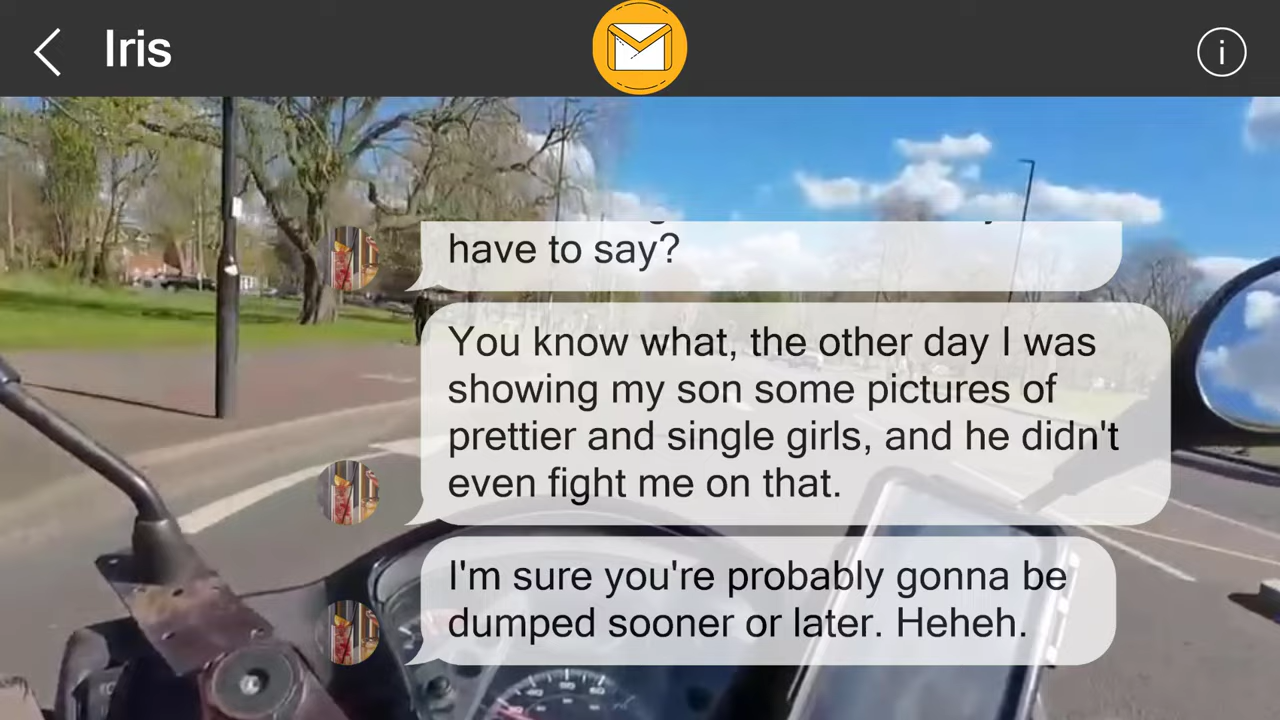 Iris
i
have to say?
You know what, the other day I was
showing my son some pictures of
prettier and single girls, and he didn't
even fight me on that.
I'm sure you're probably gonna be
dumped sooner or later. Heheh.